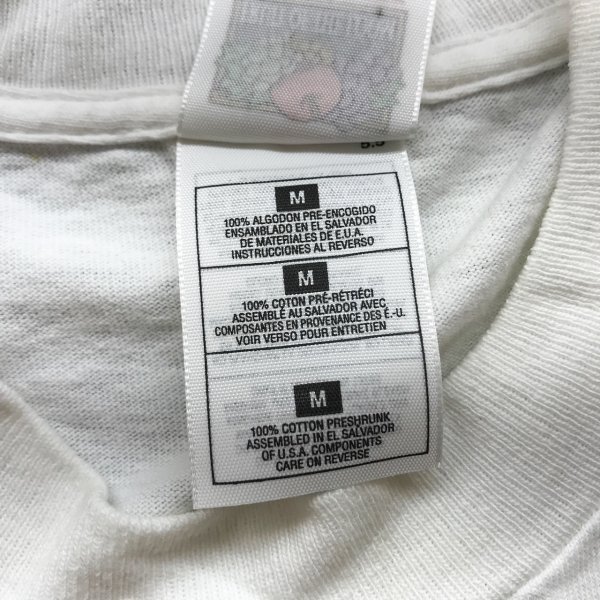 5.5
M
100% ALGODON PRE-ENCOGIDO
ENSAMBLADO EN EL SALVADOR
DE MATERIALES DE E.U.A.
INSTRUCCIONES AL REVERSO
M
100% COTON PRÉ-RÉTRÉCI
ASSEMBLÉ AU SALVADOR AVEC
COMPOSANTES EN PROVENANCE DES É.-U.
VOIR VERSO POUR ENTRETIEN
M
100% COTTON PRESHRUNK
ASSEMBLED IN EL SALVADOR
OF U.S.A. COMPONENTS
CARE ON REVERSE